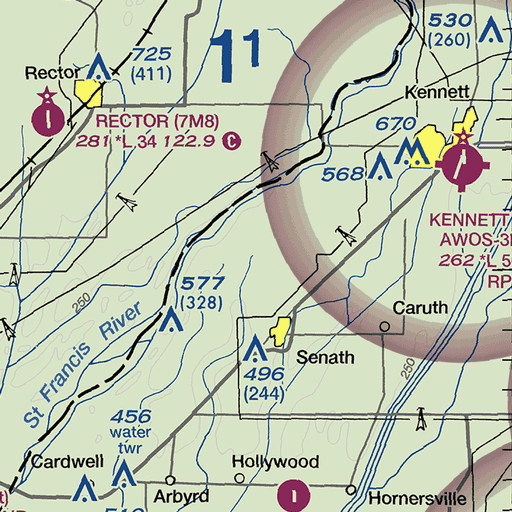 530
(260)
725
(411)
1¹
Rector
Kennett
RECTOR (7M8)
281 *L 34 122.9 C
670
568
KENNETT
AWOS-3
262 *L 5
RP
577
(328)
250
St Francis River
Caruth
250
Senath
496
(244)
456
water
twr
Cardwell
Hollywood
Arbyrd
Hornersville